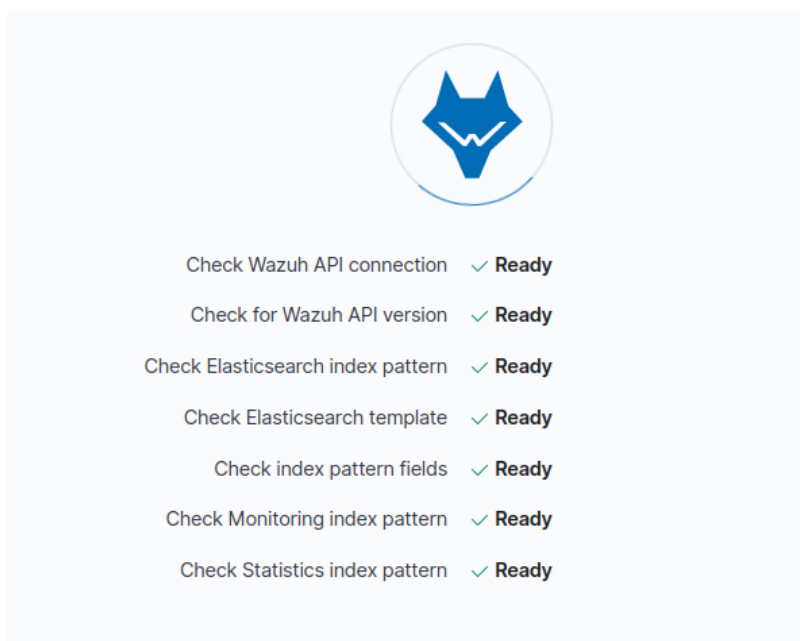 Check Wazuh API connection ✓ Ready
Check for Wazuh API version ✓ Ready
Check Elasticsearch index pattern ✓ Ready
Check Elasticsearch template ✓ Ready
Check index pattern fields ✓ Ready
Check Monitoring index pattern ✓ Ready
Check Statistics index pattern ✓ Ready